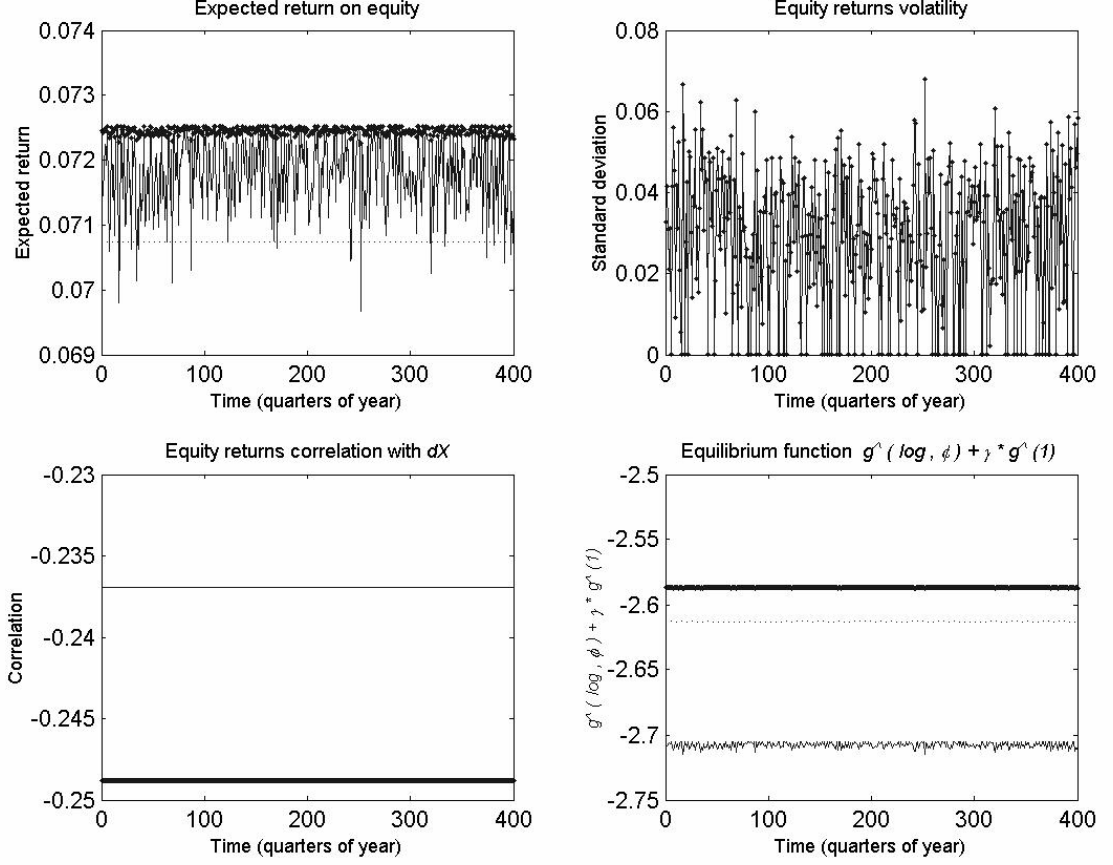 Expected return on equity
0.074
0.073
0.072
0.071
0.07
0.069
Expected return
0 100 200 300 400
Time (quarters of year)
Equity returns volatility
0.08
0.06
0.04
0.02
0
Standard deviation
0 100 200 300 400
Time (quarters of year)
Equity returns correlation with dX
-0.23
-0.235
-0.24
-0.245
-0.25
Correlation
0 100 200 300 400
Time (quarters of year)
Equilibrium function g^ ( log , ϕ ) + γ * g^ (1)
-2.5
-2.55
-2.6
-2.65
-2.7
-2.75
g^ ( log , ϕ ) + γ * g^ (1)
0 100 200 300 400
Time (quarters of year)